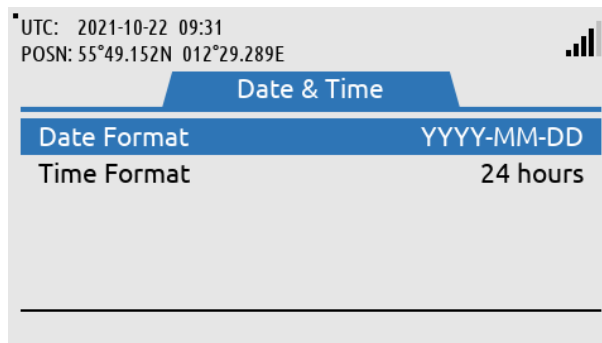 UTC: 2021-10-22 09:31
POSN: 55°49.152N 012°29.289E
Date & Time
Date Format YYYY-MM-DD
Time Format 24 hours